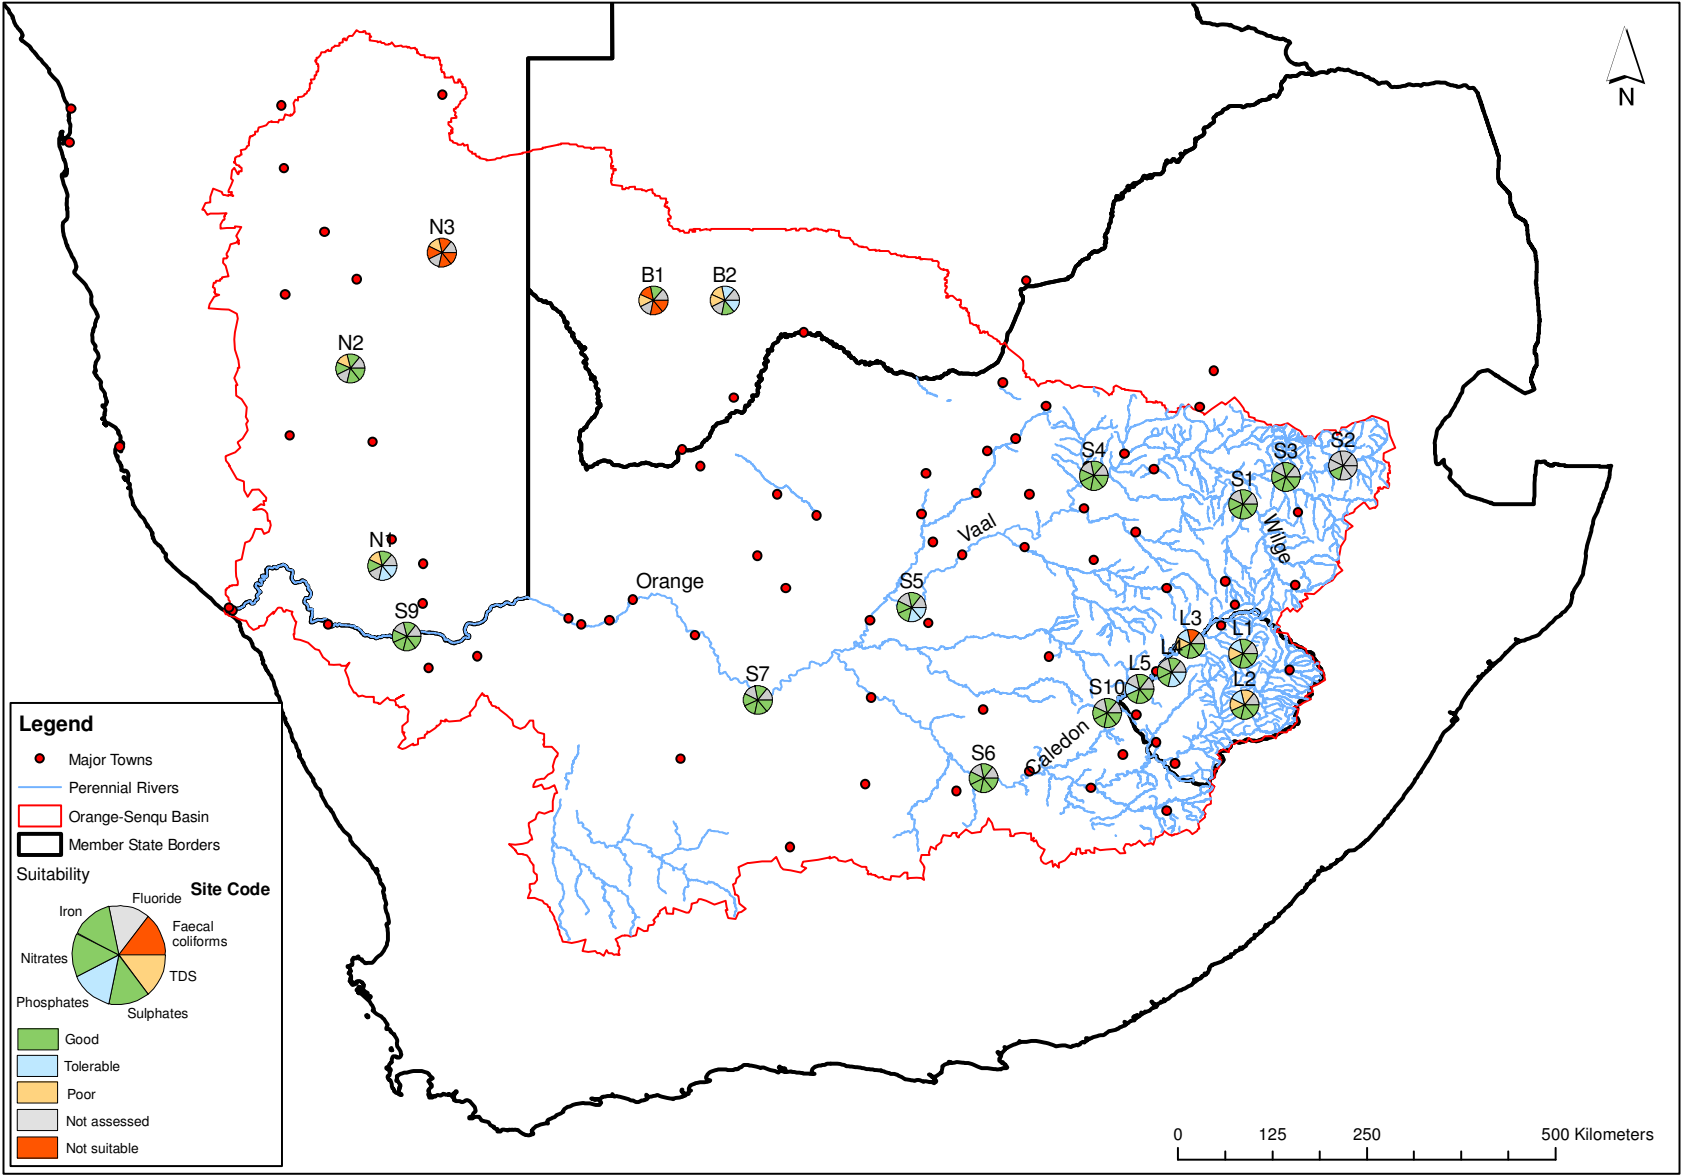 N
N3
B1
B2
N2
S4
S3
S2
S1
Vaal
Wilge
N1
Orange
S5
S9
L3
L1
L4
L5
L2
S7
S10
Caledon
S6
Legend
Major Towns
Perennial Rivers
Orange-Senqu Basin
Member State Borders
Suitability
Site Code
Fluoride
Iron
Faecal
coliforms
Nitrates
TDS
Phosphates
Sulphates
Good
Tolerable
Poor
Not assessed
Not suitable
0 125 250 500 Kilometers